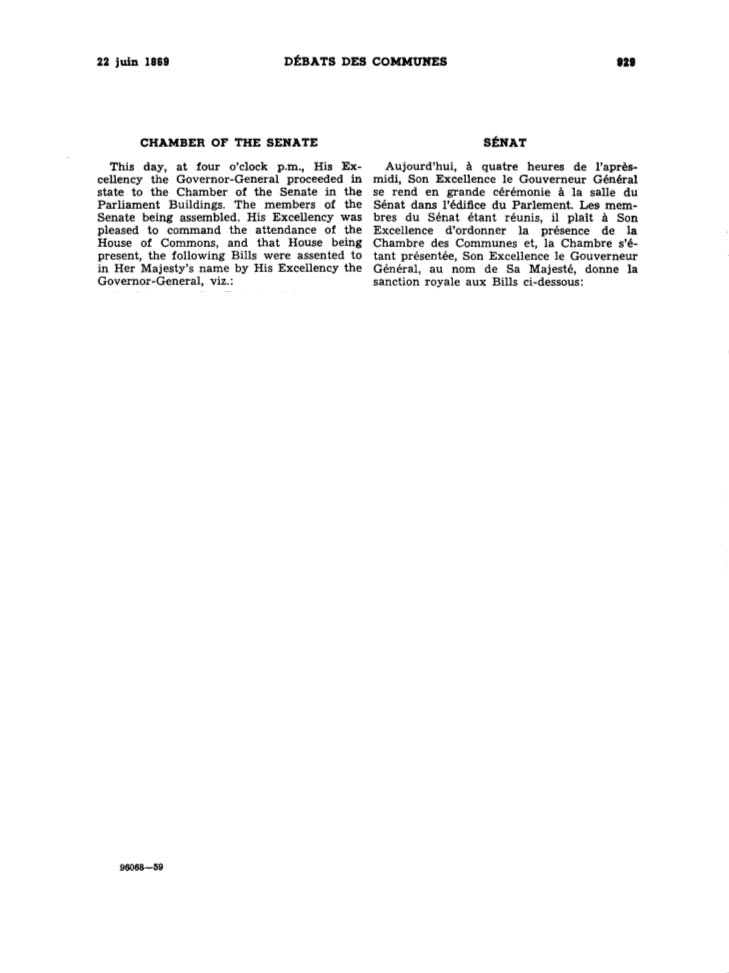 22 juin 1869
DÉBATS DES COMMUNES
929
CHAMBER OF THE SENATE
This day, at four o'clock p.m., His Ex-
cellency the Governor-General proceeded in
state to the Chamber of the Senate in the
Parliament Buildings. The members of the
Senate being assembled. His Excellency was
pleased to command the attendance of the
House of Commons, and that House being
present, the following Bills were assented to
in Her Majesty's name by His Excellency the
Governor-General, viz.:
SÉNAT
Aujourd'hui, à quatre heures de l'après-
midi, Son Excellence le Gouverneur Général
se rend en grande cérémonie à la salle du
Sénat dans l'édifice du Parlement. Les mem-
bres du Sénat étant réunis, il plaît à Son
Excellence d'ordonner la présence de la
Chambre des Communes et, la Chambre s'é-
tant présentée, Son Excellence le Gouverneur
Général, au nom de Sa Majesté, donne la
sanction royale aux Bills ci-dessous:
96068—59